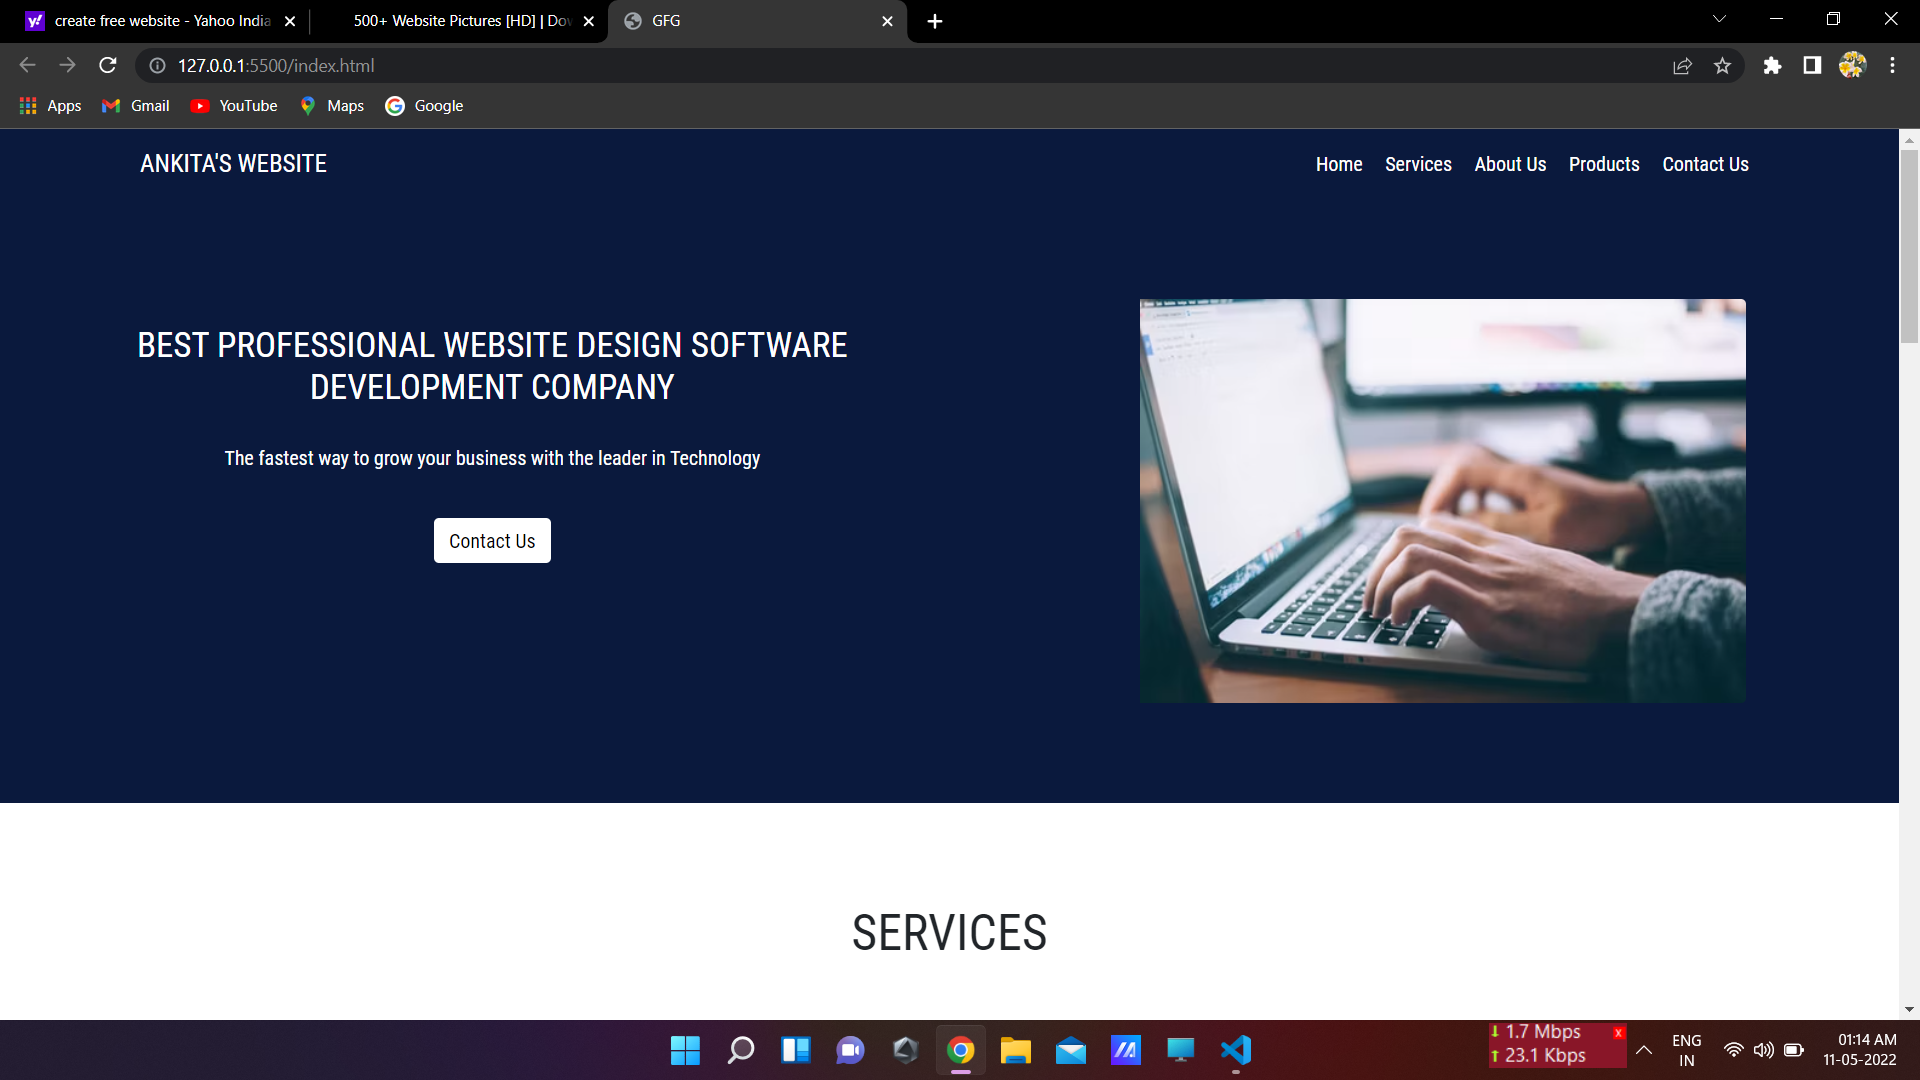 create free website - Yahoo India
500+ Website Pictures [HD] | Dow
GFG
127.0.0.1:5500/index.html
Apps
Gmail
YouTube
Maps
Google
ANKITA'S WEBSITE
Home
Services
About Us
Products
Contact Us
BEST PROFESSIONAL WEBSITE DESIGN SOFTWARE
DEVELOPMENT COMPANY
The fastest way to grow your business with the leader in Technology
Contact Us
SERVICES
1.7 Mbps
23.1 Kbps
ENG
IN
01:14 AM
11-05-2022